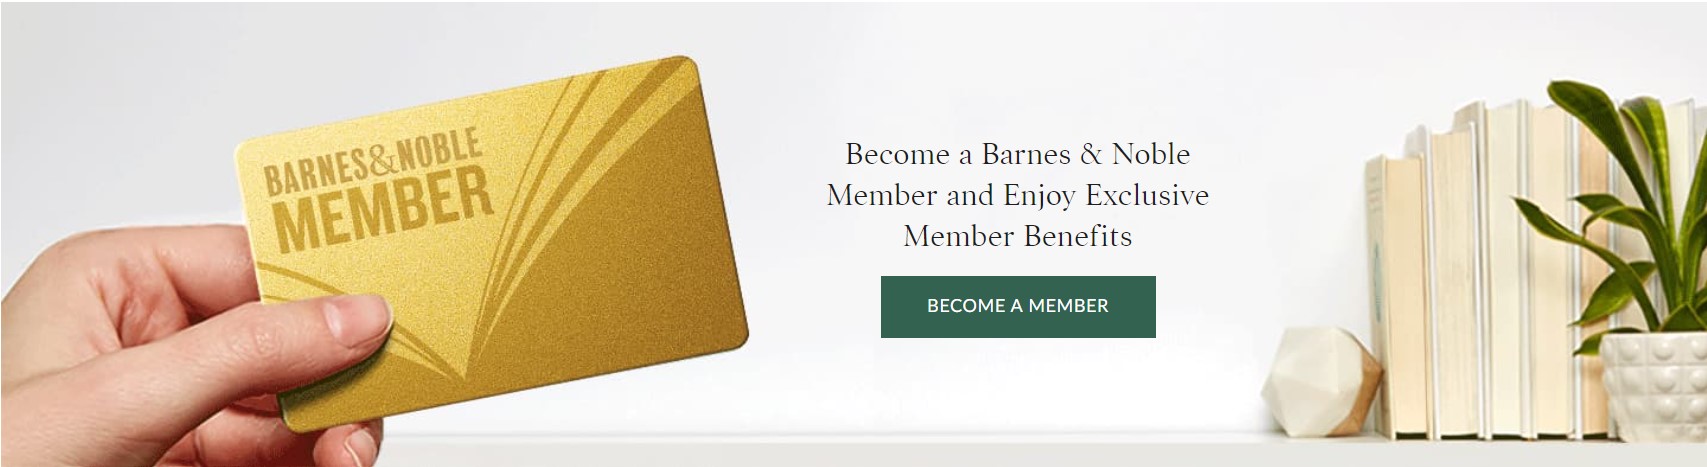 BARNES&NOBLE
MEMBER
Become a Barnes & Noble
Member and Enjoy Exclusive
Member Benefits
BECOME A MEMBER